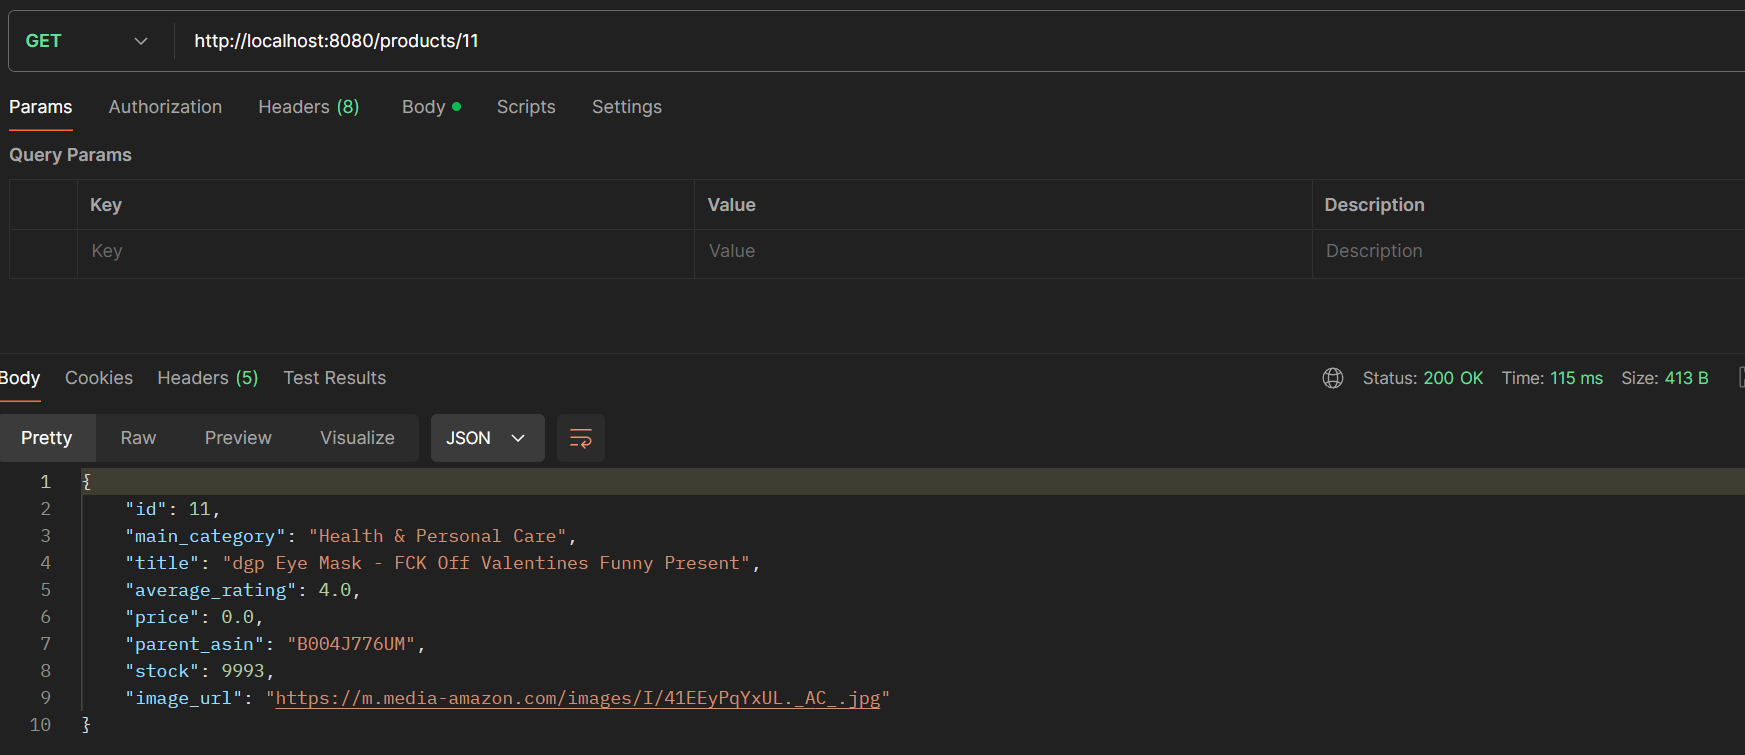 GET http://localhost:8080/products/11
Params Authorization Headers (8) Body Scripts Settings
Query Params
Key Value Description
Key Value Description
Body Cookies Headers (5) Test Results Status: 200 OK Time: 115 ms Size: 413 B
Pretty Raw Preview Visualize JSON
1 {
2 "id": 11,
3 "main_category": "Health & Personal Care",
4 "title": "dgp Eye Mask - FCK Off Valentines Funny Present",
5 "average_rating": 4.0,
6 "price": 0.0,
7 "parent_asin": "B004J776UM",
8 "stock": 9993,
9 "image_url": "https://m.media-amazon.com/images/I/41EEyPqYxUL._AC_.jpg"
10 }